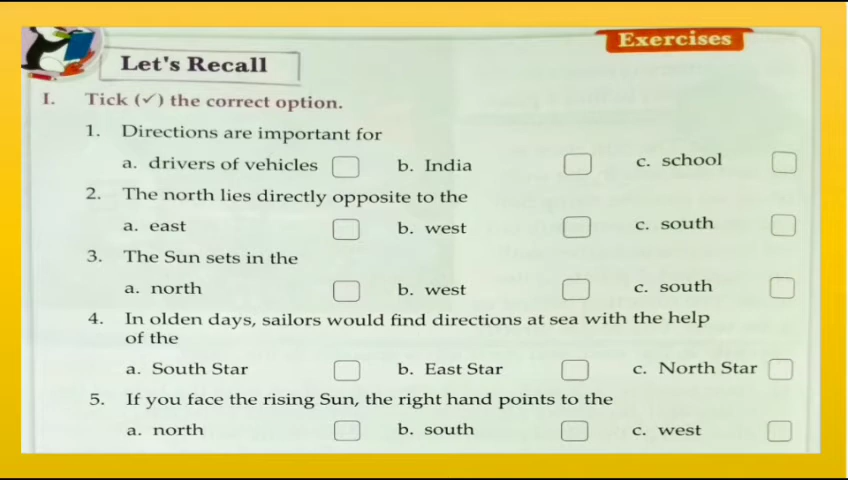 Exercises
Let's Recall
I. Tick (✓) the correct option.
1. Directions are important for
a. drivers of vehicles b. India c. school
2. The north lies directly opposite to the
a. east b. west c. south
3. The Sun sets in the
a. north b. west c. south
4. In olden days, sailors would find directions at sea with the help
of the
a. South Star b. East Star c. North Star
5. If you face the rising Sun, the right hand points to the
a. north b. south c. west